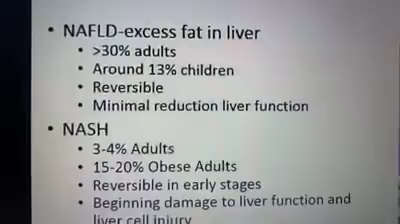 • NAFLD-excess fat in liver
• >30% adults
• Around 13% children
• Reversible
• Minimal reduction liver function
• NASH
• 3-4% Adults
• 15-20% Obese Adults
• Reversible in early stages
• Beginning damage to liver function and
liver cell injury